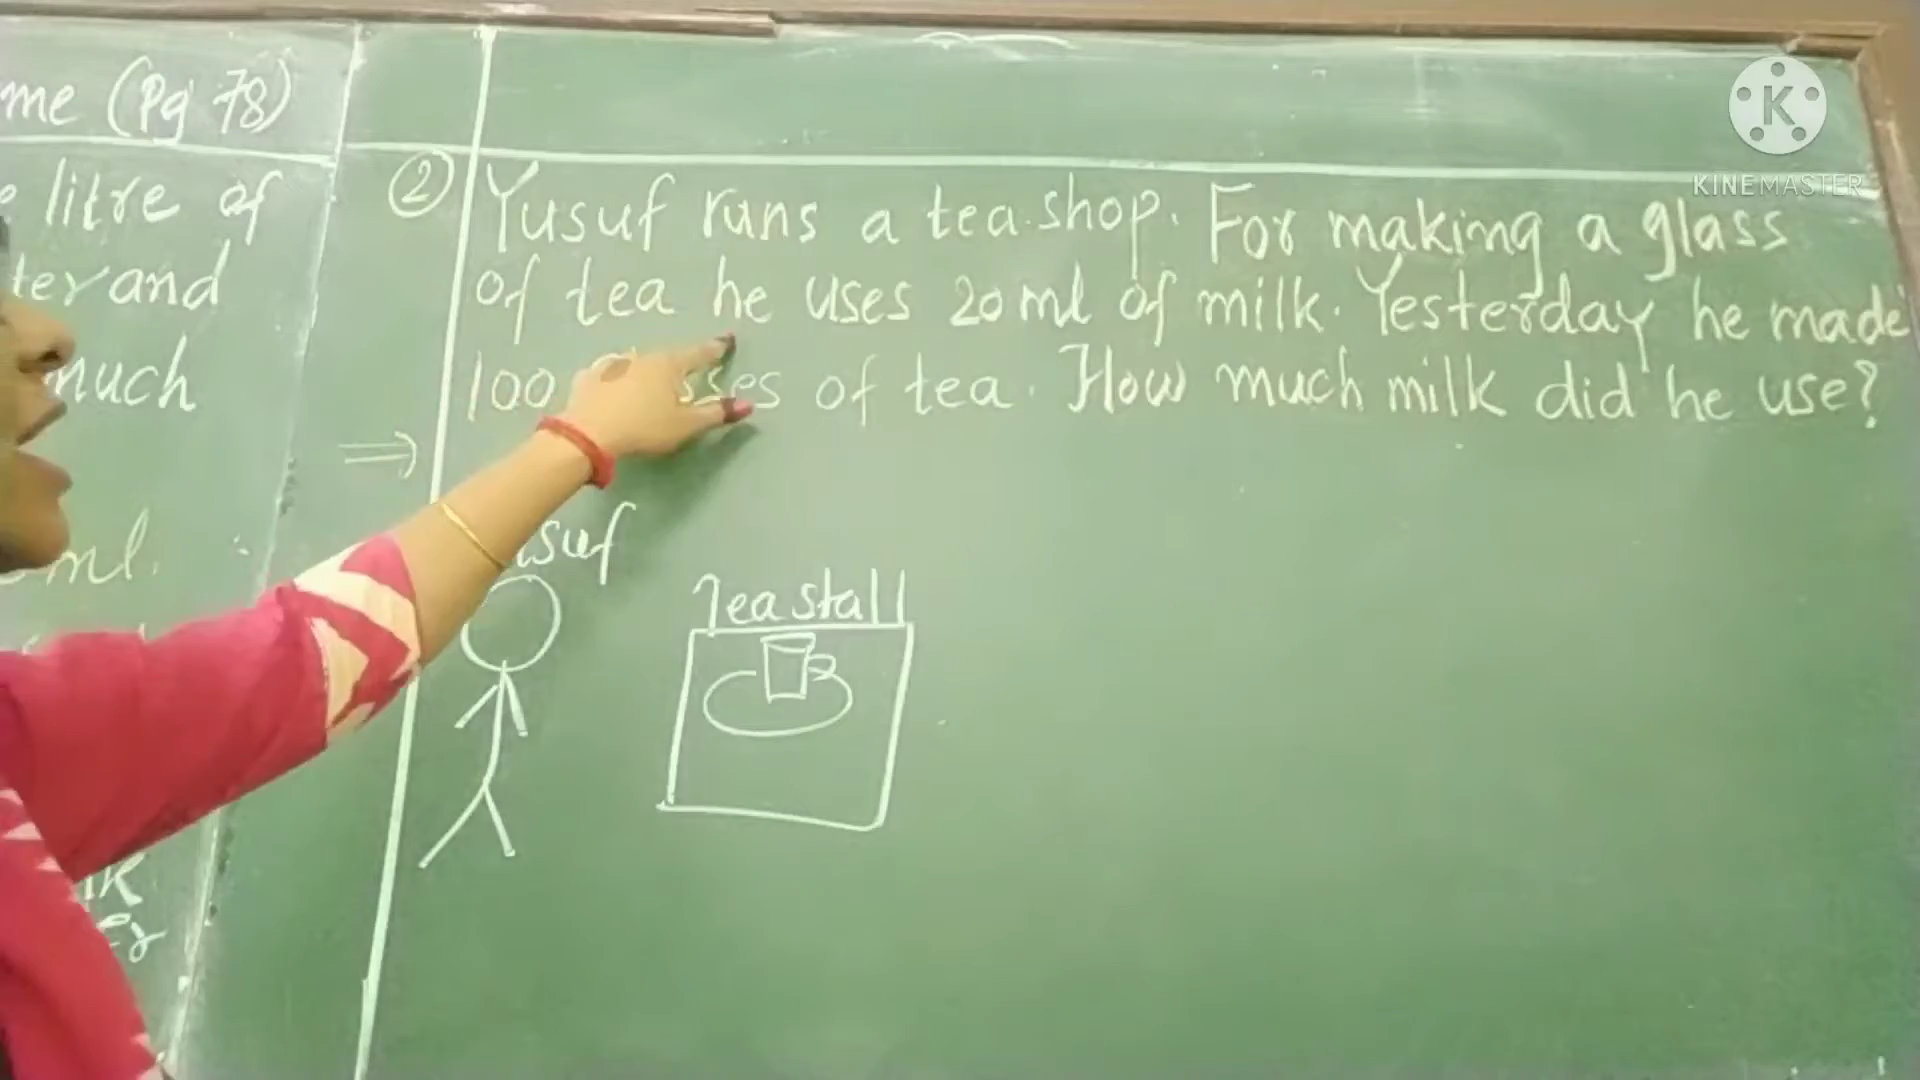 me (Pg 78)
litre of
ter and
much
ml.
② Yusuf runs a tea.shop. For making a glass
of tea he uses 20 ml of milk. Yesterday he made
100 sses of tea. How much milk did he use?
⇒
usuf
Tea stall
K
KINEMASTER